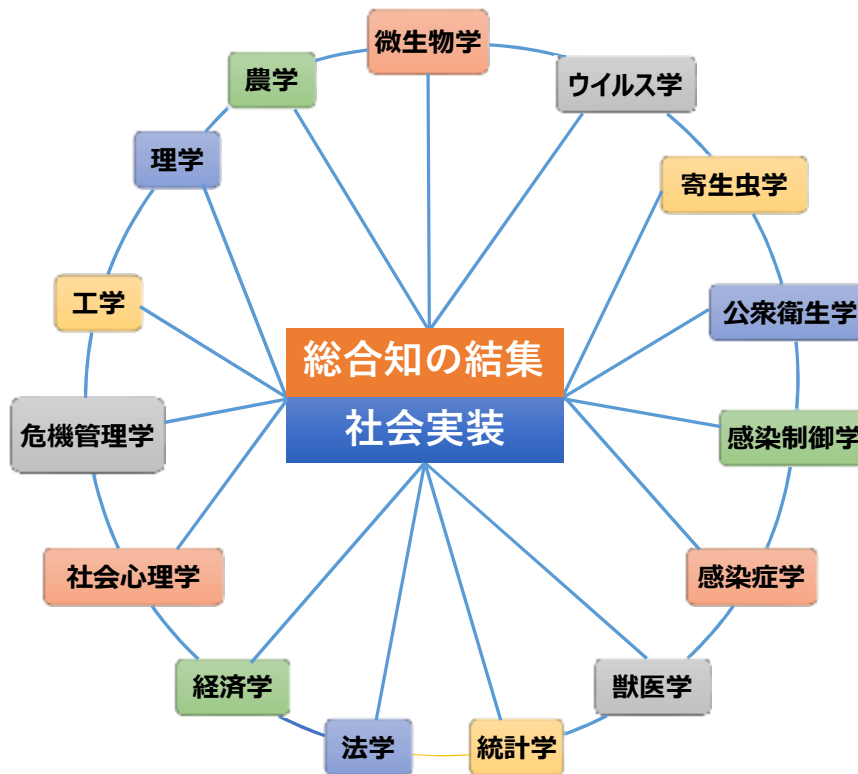 微生物学
ウイルス学
寄生虫学
公衆衛生学
感染制御学
感染症学
獣医学
統計学
法学
経済学
社会心理学
危機管理学
工学
理学
農学
総合知の結集
社会実装